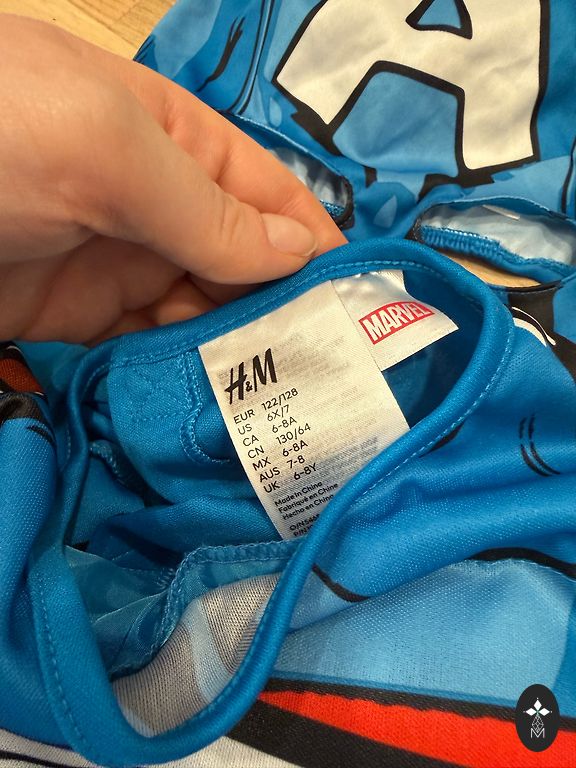 A
MARVEL
H&M
EUR 122/128
US 6X/7
CA 6-8A
CN 130/64
MX 6-8A
AUS 7-8
UK 6-8Y
Made in China
Fabriqué en Chine
Hecho en China
M